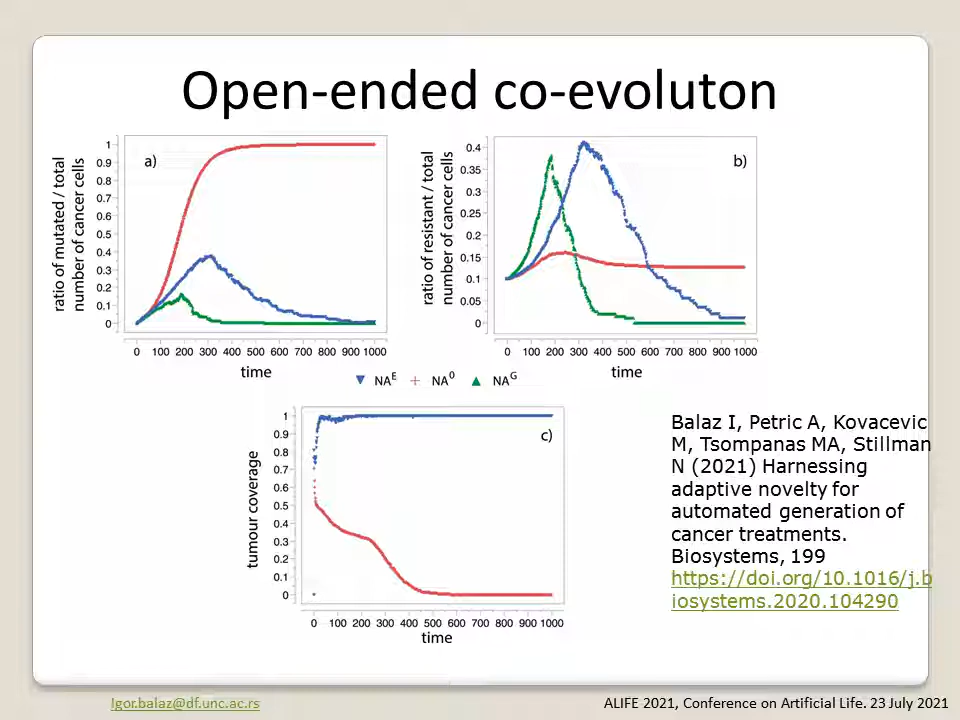 Open-ended co-evoluton
ratio of mutated / total
number of cancer cells
a)
1
0.9
0.8
0.7
0.6
0.5
0.4
0.3
0.2
0.1
0
0 100 200 300 400 500 600 700 800 900 1000
time
ratio of resistant / total
number of cancer cells
b)
0.4
0.35
0.3
0.25
0.2
0.15
0.1
0.05
0
0 100 200 300 400 500 600 700 800 900 1000
time
NAE NA0 NAG
tumour coverage
c)
1
0.9
0.8
0.7
0.6
0.5
0.4
0.3
0.2
0.1
0
0 100 200 300 400 500 600 700 800 900 1000
time
Balaz I, Petric A, Kovacevic
M, Tsompanas MA, Stillman
N (2021) Harnessing
adaptive novelty for
automated generation of
cancer treatments.
Biosystems, 199
https://doi.org/10.1016/j.b
iosystems.2020.104290
Igor.balaz@df.unc.ac.rs
ALIFE 2021, Conference on Artificial Life. 23 July 2021